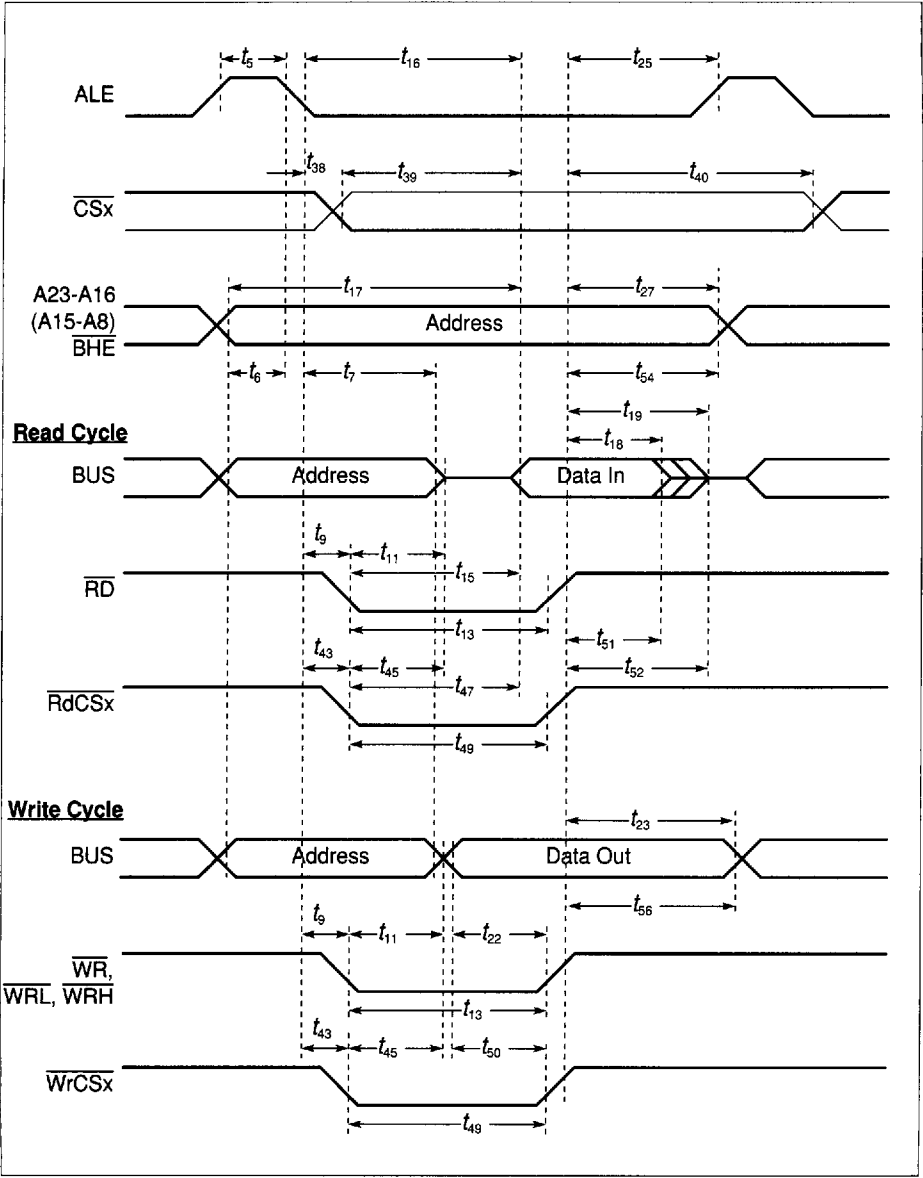 t5 t16 t25
ALE
t38 t39 t40
CSx
t17 t27
A23-A16
(A15-A8)
BHE
Address
t6 t7 t54
t19
Read Cycle
t18
BUS Address Data In
t9 t11
t15
RD
t13
t51
t43 t45 t52
t47
RdCSx
t49
Write Cycle
t23
BUS Address Data Out
t56
t9 t11 t22
WR,
WRL, WRH
t13
t43 t45 t50
WrCSx
t49